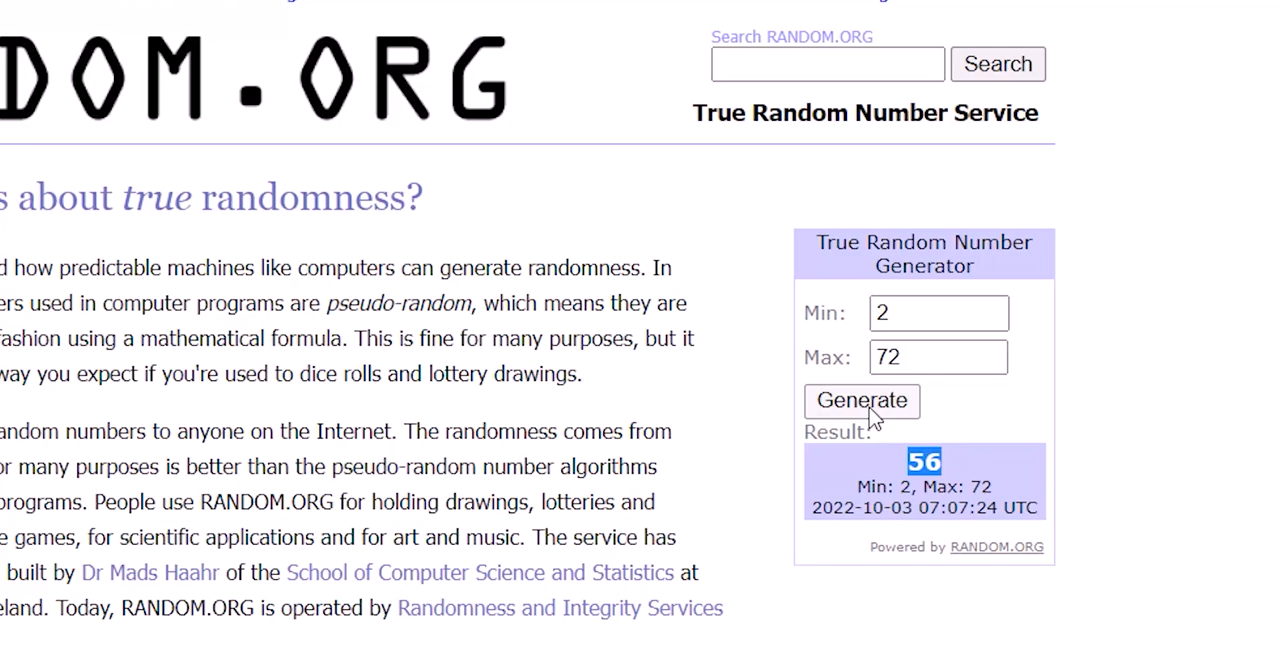 DOM.ORG
Search RANDOM.ORG
Search
True Random Number Service
s about true randomness?
d how predictable machines like computers can generate randomness. In
ers used in computer programs are pseudo-random, which means they are
fashion using a mathematical formula. This is fine for many purposes, but it
way you expect if you're used to dice rolls and lottery drawings.
andom numbers to anyone on the Internet. The randomness comes from
or many purposes is better than the pseudo-random number algorithms
programs. People use RANDOM.ORG for holding drawings, lotteries and
e games, for scientific applications and for art and music. The service has
built by Dr Mads Haahr of the School of Computer Science and Statistics at
eland. Today, RANDOM.ORG is operated by Randomness and Integrity Services
True Random Number
Generator
Min: 2
Max: 72
Generate
Result:
56
Min: 2, Max: 72
2022-10-03 07:07:24 UTC
Powered by RANDOM.ORG